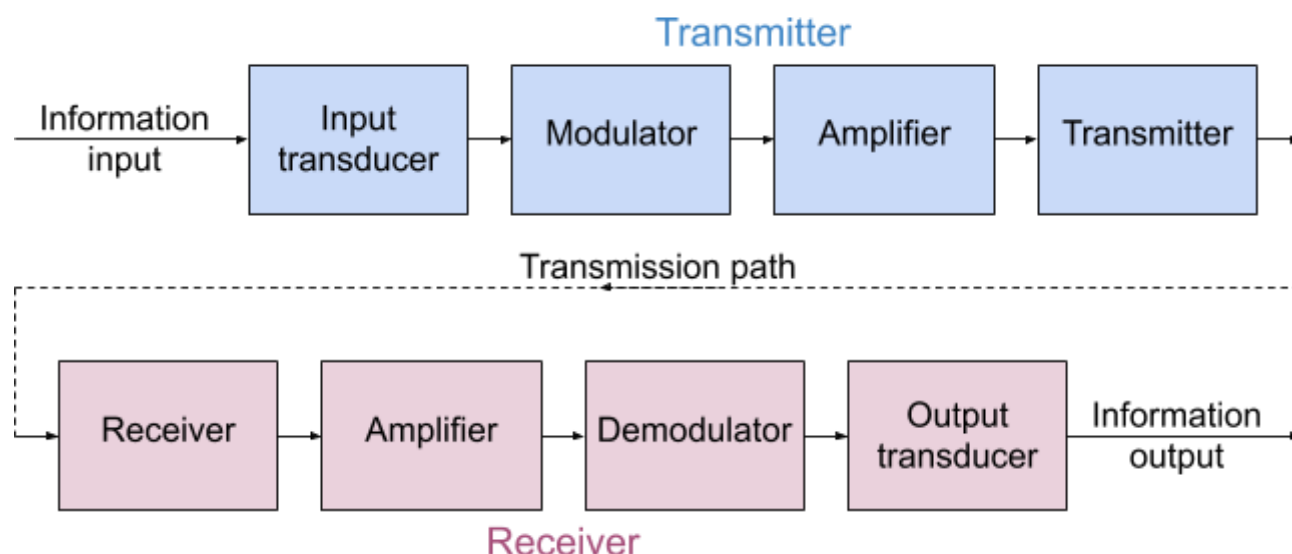 Transmitter
Information
input
Input
transducer
Modulator
Amplifier
Transmitter
Transmission path
Receiver
Amplifier
Demodulator
Output
transducer
Information
output
Receiver